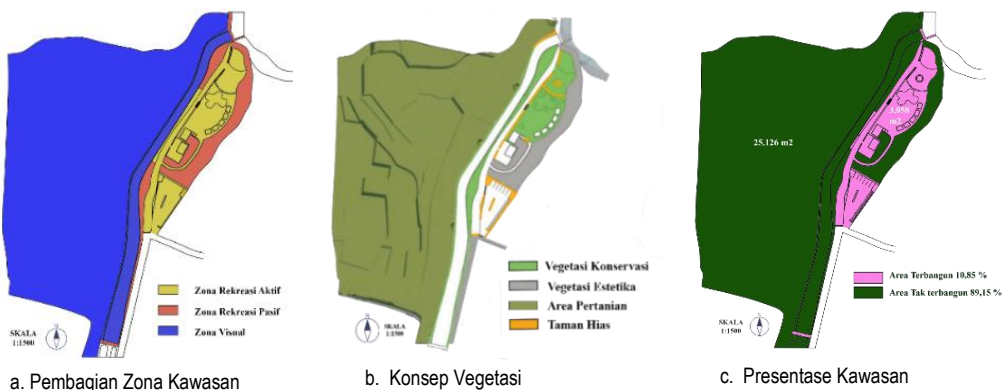 Zona Rekreasi Aktif
Zona Rekreasi Pasif
Zona Visual
SKALA
1:1500
a. Pembagian Zona Kawasan
Vegetasi Konservasi
Vegetasi Estetika
Area Pertanian
Taman Hias
SKALA
1:1500
b. Konsep Vegetasi
25,126 m2
3,058
m2
Area Terbangun 10,85 %
Area Tak terbangun 89,15 %
SKALA
1:1500
c. Presentase Kawasan